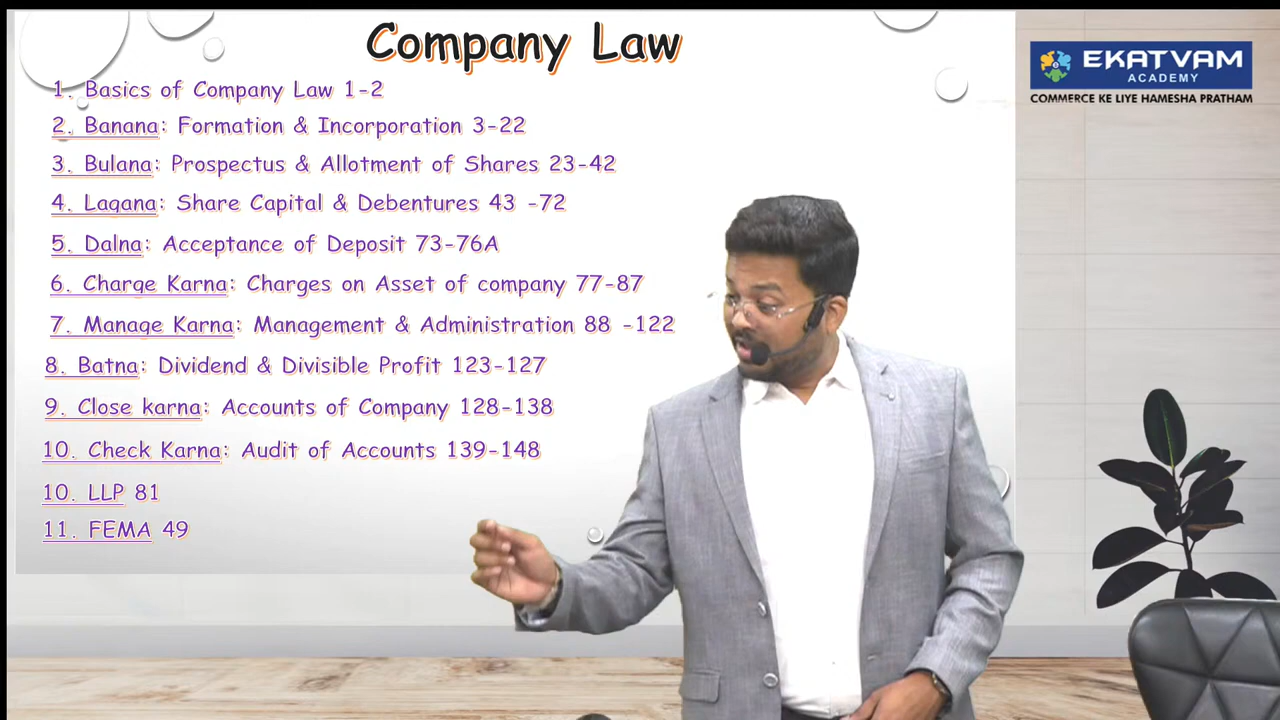 Company Law
1. Basics of Company Law 1-2
2. Banana: Formation & Incorporation 3-22
3. Bulana: Prospectus & Allotment of Shares 23-42
4. Lagana: Share Capital & Debentures 43 -72
5. Dalna: Acceptance of Deposit 73-76A
6. Charge Karna: Charges on Asset of company 77-87
7. Manage Karna: Management & Administration 88 -122
8. Batna: Dividend & Divisible Profit 123-127
9. Close karna: Accounts of Company 128-138
10. Check Karna: Audit of Accounts 139-148
10. LLP 81
11. FEMA 49
EKATVAM
ACADEMY
COMMERCE KE LIYE HAMESHA PRATHAM